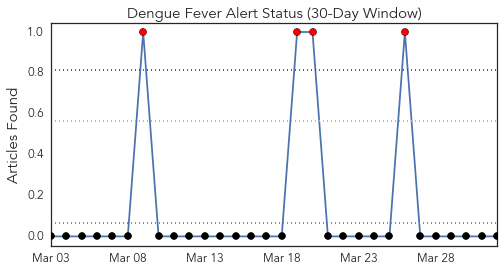 Dengue Fever Alert Status (30-Day Window)
Articles Found
1.0
0.8
0.6
0.4
0.2
0.0
Mar 03 Mar 08 Mar 13 Mar 18 Mar 23 Mar 28